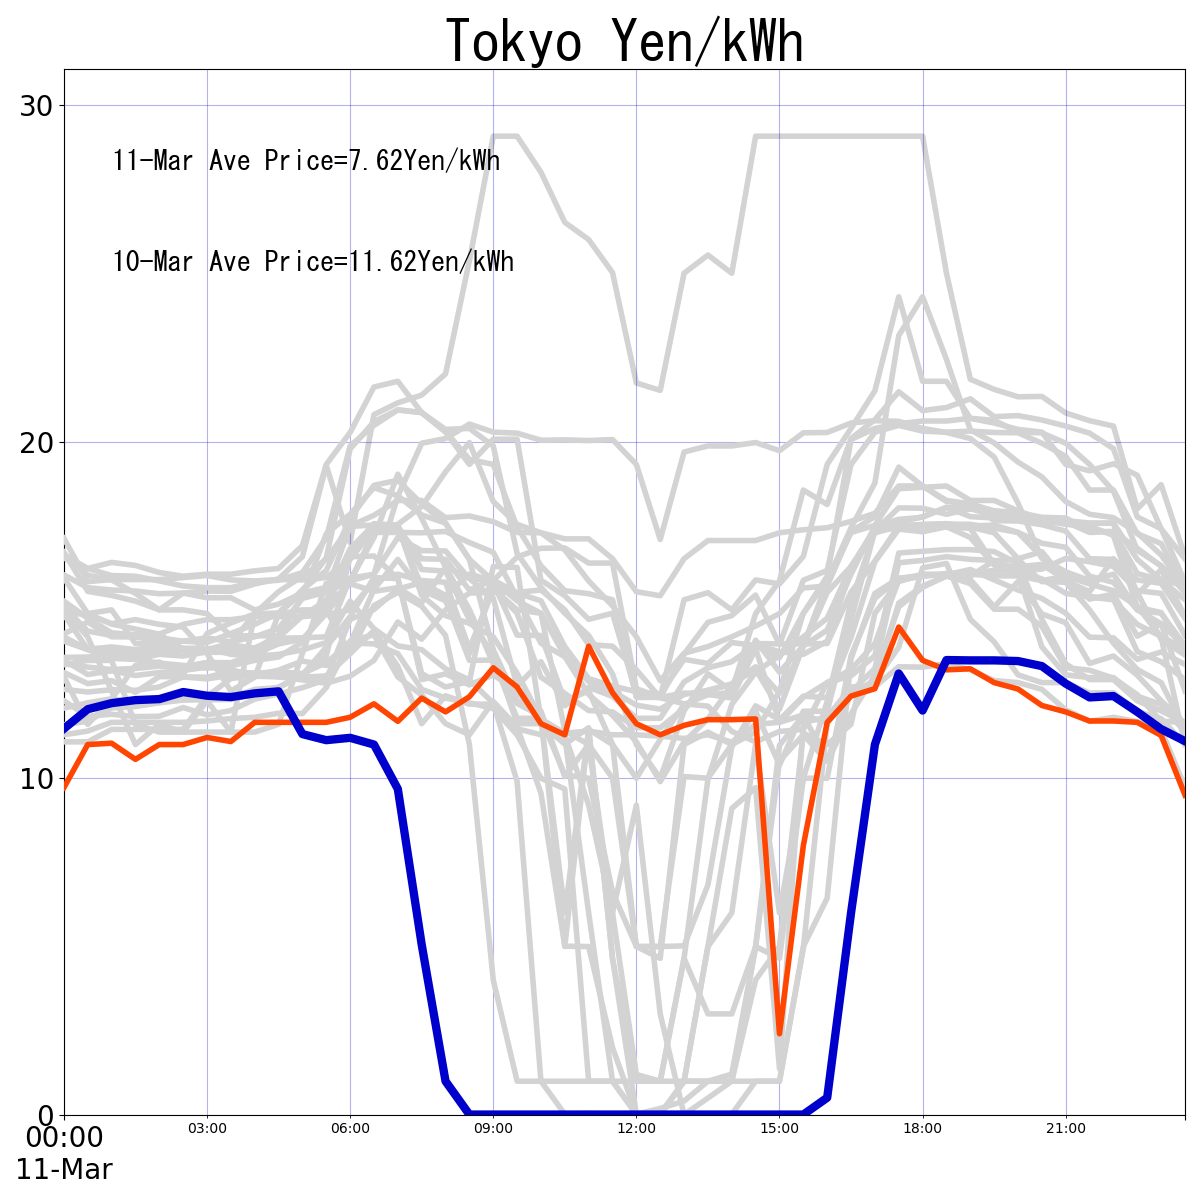 Tokyo Yen/kWh
30
11-Mar Ave Price=7.62Yen/kWh
10-Mar Ave Price=11.62Yen/kWh
20
10
0
00:00 03:00 06:00 09:00 12:00 15:00 18:00 21:00
11-Mar